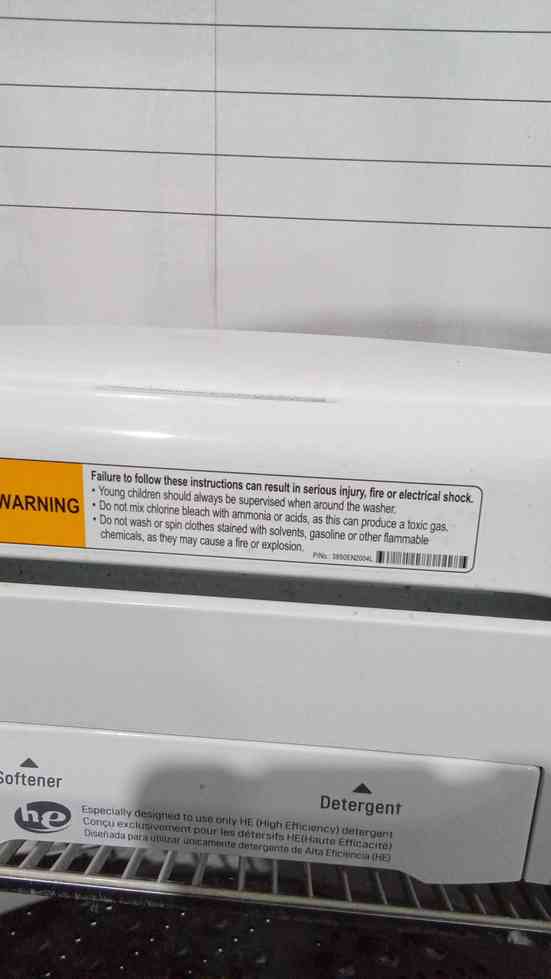 WARNING
Failure to follow these instructions can result in serious injury, fire or electrical shock.
• Young children should always be supervised when around the washer.
• Do not mix chlorine bleach with ammonia or acids, as this can produce a toxic gas.
• Do not wash or spin clothes stained with solvents, gasoline or other flammable
chemicals, as they may cause a fire or explosion.
P/No.: 3850EN2004L
Softener
Detergent
he
Especially designed to use only HE (High Efficiency) detergent
Conçu exclusivement pour les détersifs HE(Haute Efficacité)
Diseñada para utilizar únicamente detergente de Alta Eficiencia (HE)